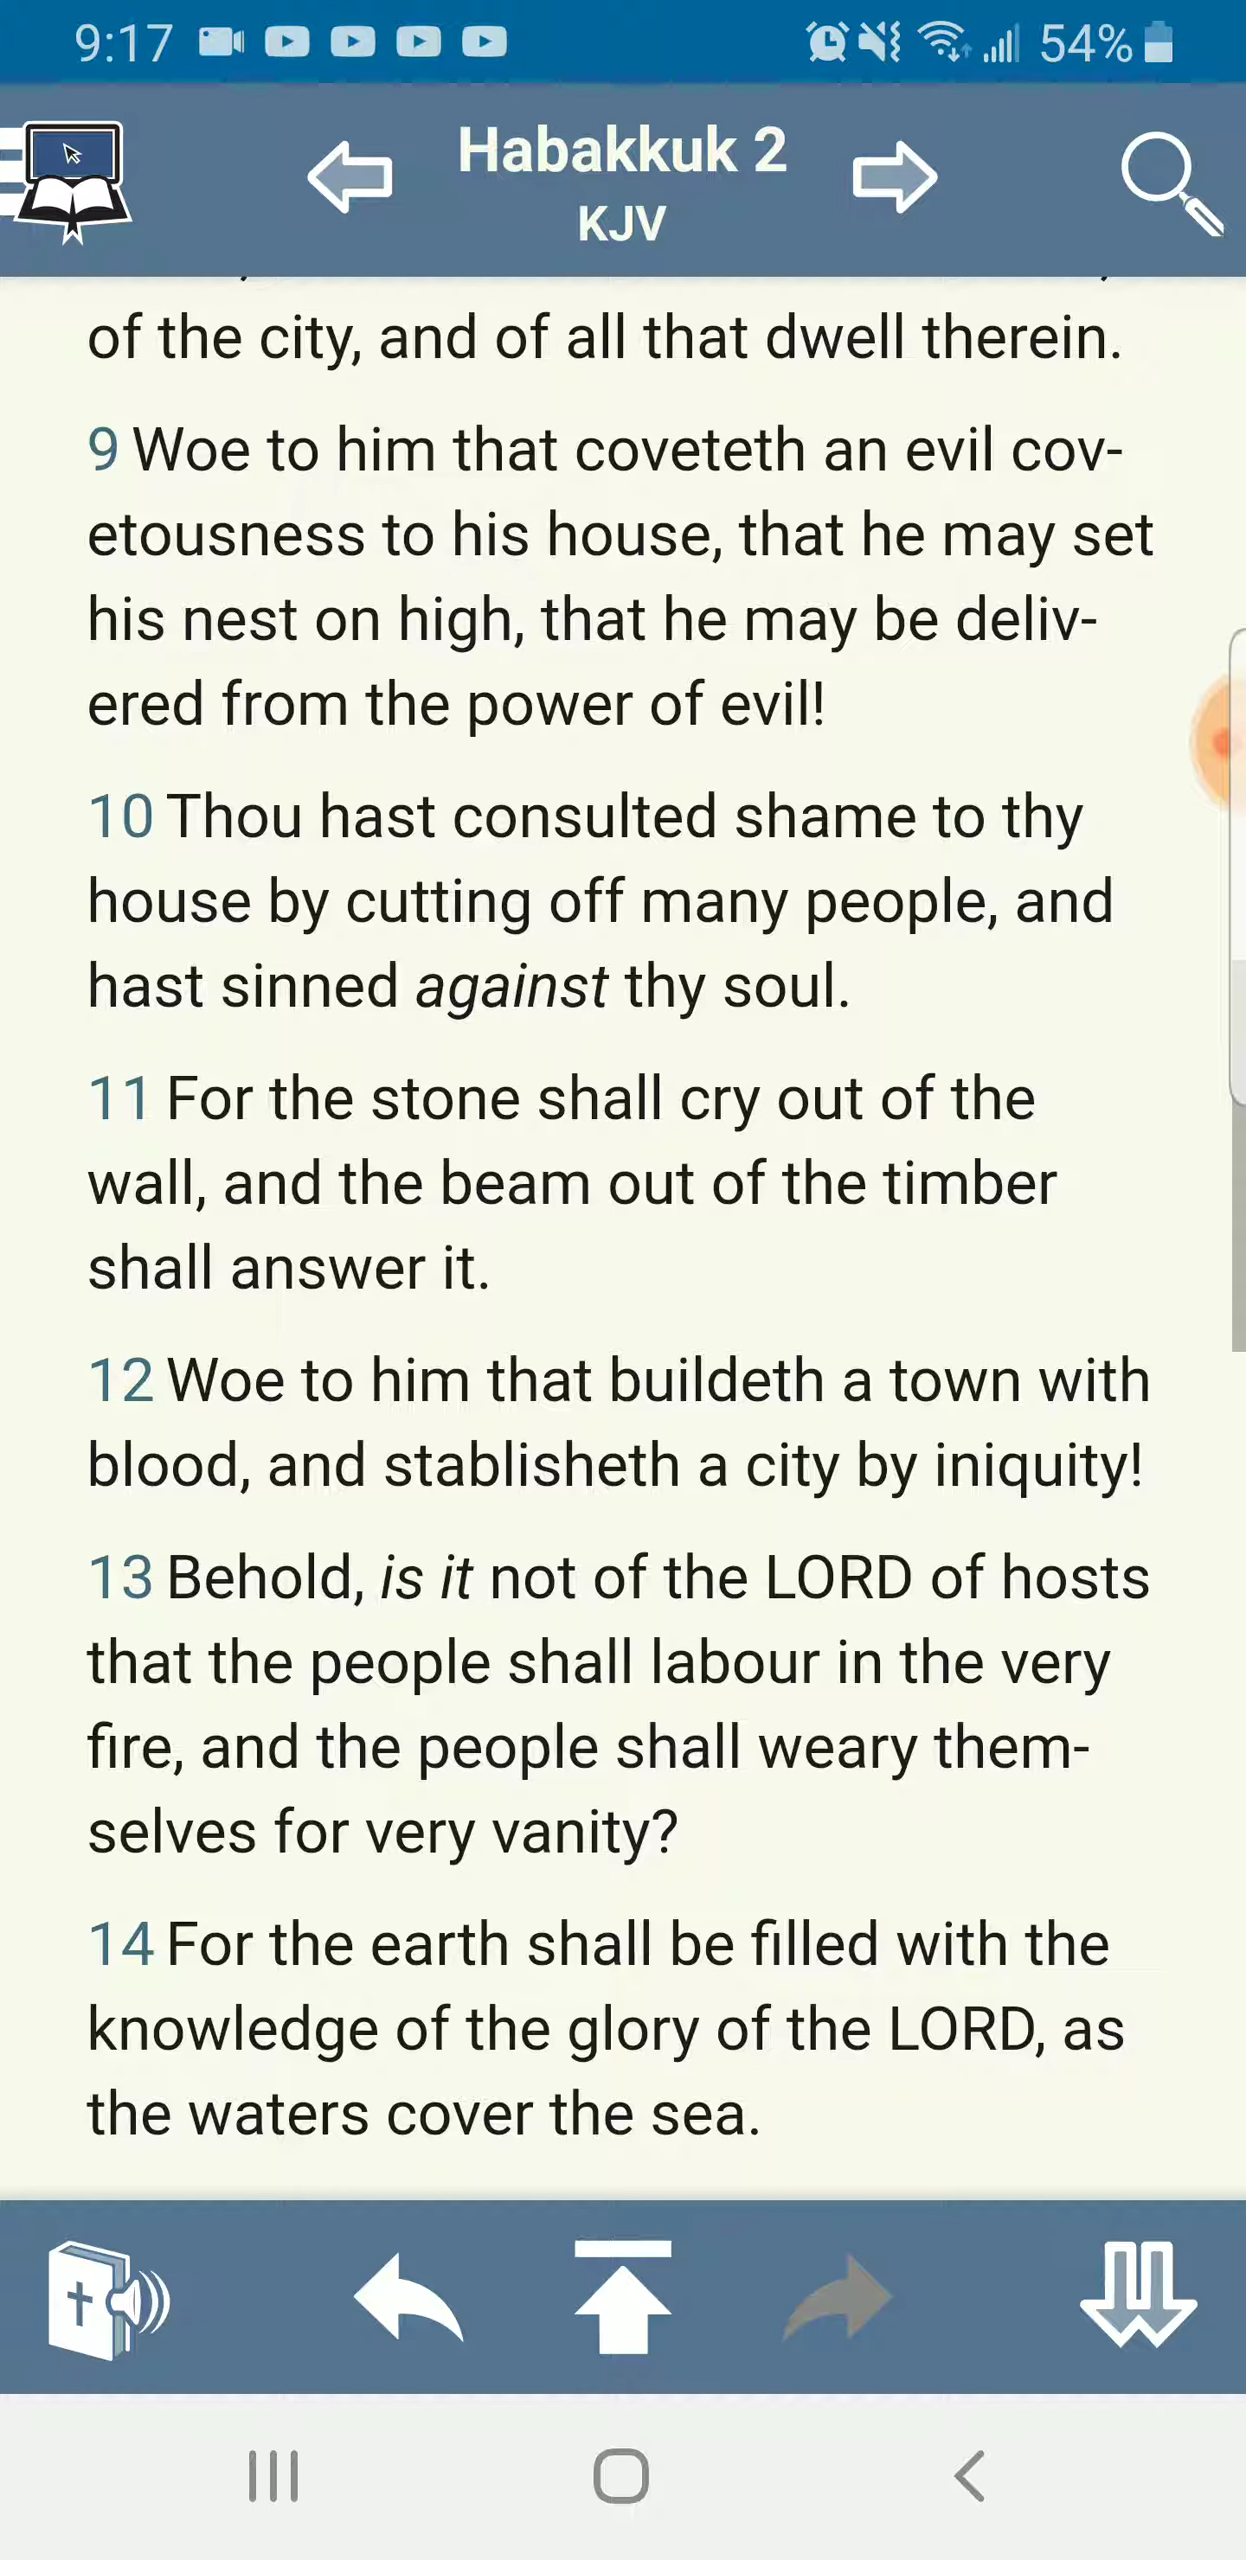 9:17 54%
Habakkuk 2
KJV
of the city, and of all that dwell therein.
9 Woe to him that coveteth an evil cov-
etousness to his house, that he may set
his nest on high, that he may be deliv-
ered from the power of evil!
10 Thou hast consulted shame to thy
house by cutting off many people, and
hast sinned against thy soul.
11 For the stone shall cry out of the
wall, and the beam out of the timber
shall answer it.
12 Woe to him that buildeth a town with
blood, and stablisheth a city by iniquity!
13 Behold, is it not of the LORD of hosts
that the people shall labour in the very
fire, and the people shall weary them-
selves for very vanity?
14 For the earth shall be filled with the
knowledge of the glory of the LORD, as
the waters cover the sea.